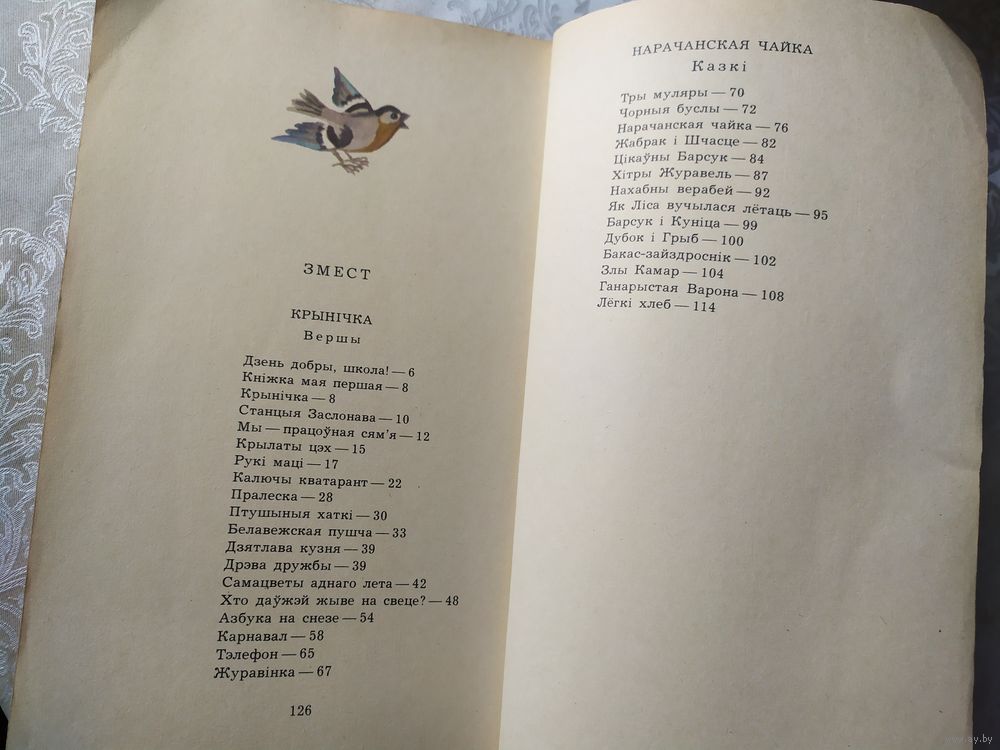 ЗМЕСТ
КРЫНІЧКА
Вершы
Дзень добры, школа! — 6
Кніжка мая першая — 8
Крынічка — 8
Станцыя Заслонава — 10
Мы — працоўная сям'я — 12
Крылаты цэх — 15
Рукі маці — 17
Калючы кватарант — 22
Пралеска — 28
Птушыныя хаткі — 30
Белавежская пушча — 33
Дзятлава кузня — 39
Дрэва дружбы — 39
Самацветы аднаго лета — 42
Хто даўжэй жыве на свеце? — 48
Азбука на снезе — 54
Карнавал — 58
Тэлефон — 65
Журавінка — 67
126
НАРАЧАНСКАЯ ЧАЙКА
Казкі
Тры муляры — 70
Чорныя буслы — 72
Нарачанская чайка — 76
Жабрак і Шчасце — 82
Цікаўны Барсук — 84
Хітры Журавель — 87
Нахабны верабей — 92
Як Ліса вучылася лётаць — 95
Барсук і Куніца — 99
Дубок і Грыб — 100
Бакас-зайздроснік — 102
Злы Камар — 104
Ганарыстая Варона — 108
Лёгкі хлеб — 114
www.ay.by